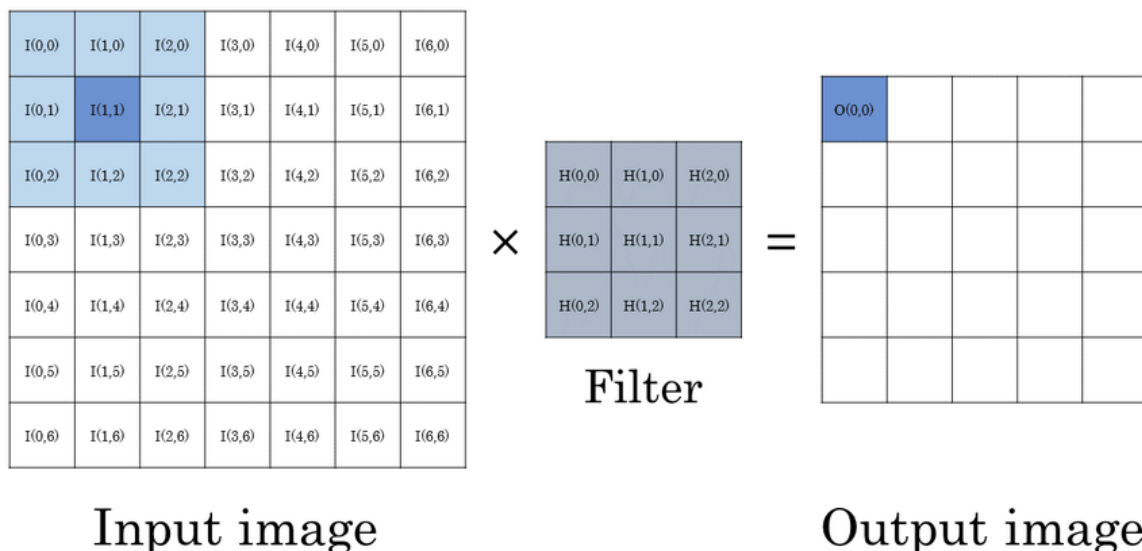 I(0,0) I(1,0) I(2,0) I(3,0) I(4,0) I(5,0) I(6,0)
I(0,1) I(1,1) I(2,1) I(3,1) I(4,1) I(5,1) I(6,1)
I(0,2) I(1,2) I(2,2) I(3,2) I(4,2) I(5,2) I(6,2)
I(0,3) I(1,3) I(2,3) I(3,3) I(4,3) I(5,3) I(6,3)
I(0,4) I(1,4) I(2,4) I(3,4) I(4,4) I(5,4) I(6,4)
I(0,5) I(1,5) I(2,5) I(3,5) I(4,5) I(5,5) I(6,5)
I(0,6) I(1,6) I(2,6) I(3,6) I(4,6) I(5,6) I(6,6)
Input image
×
H(0,0) H(1,0) H(2,0)
H(0,1) H(1,1) H(2,1)
H(0,2) H(1,2) H(2,2)
Filter
=
O(0,0)
Output image